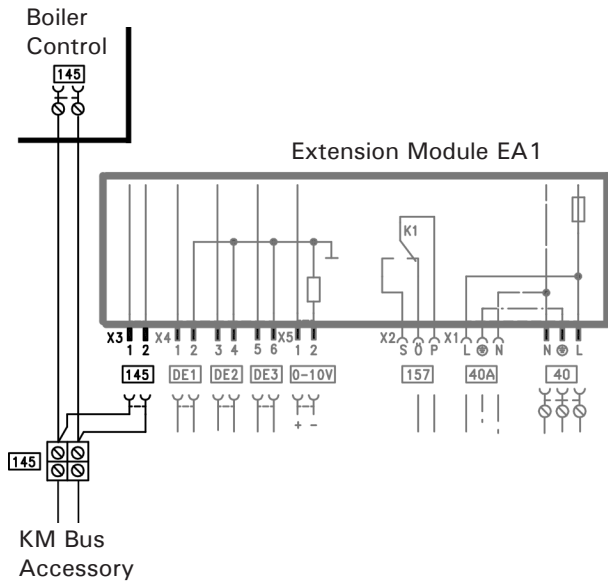 Boiler
Control
145
Extension Module EA1
K1
X3 X4 X5 X2 X1
1 2 1 2 3 4 5 6 1 2 S Ö P L N N L
145 DE1 DE2 DE3 0-10V 157 40A 40
+ -
145
KM Bus
Accessory